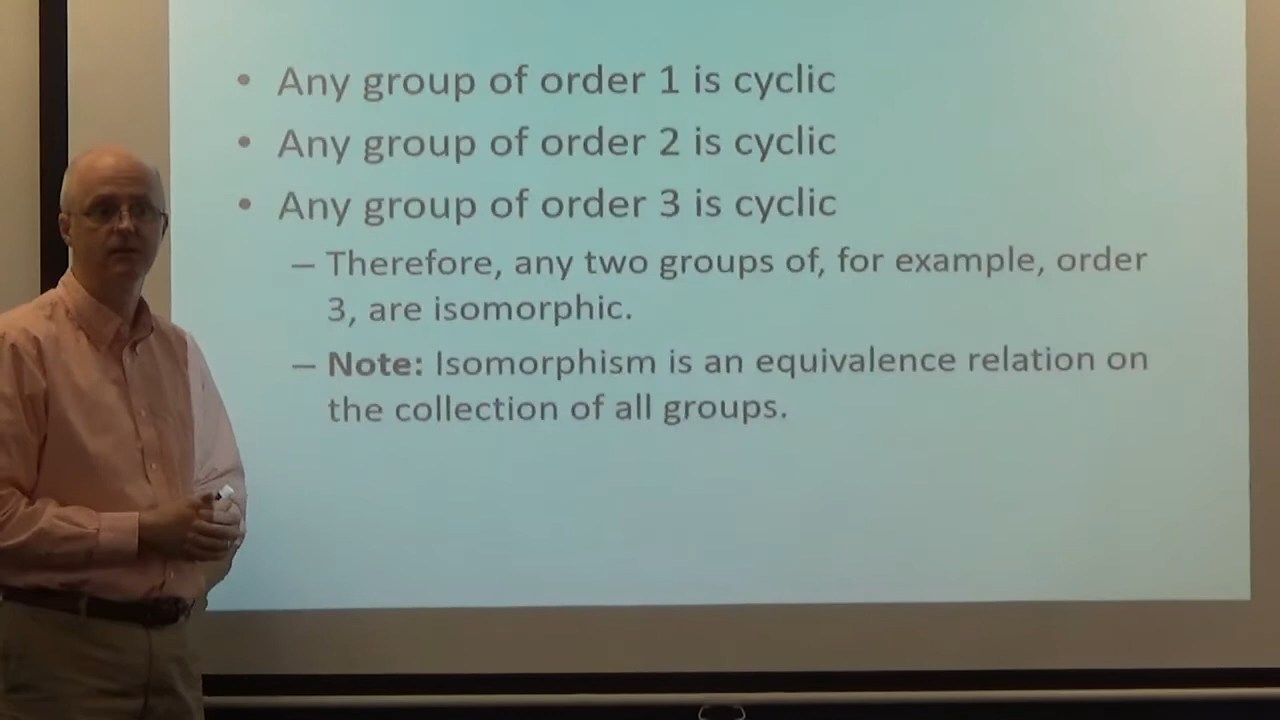 • Any group of order 1 is cyclic
• Any group of order 2 is cyclic
• Any group of order 3 is cyclic
– Therefore, any two groups of, for example, order
3, are isomorphic.
– Note: Isomorphism is an equivalence relation on
the collection of all groups.